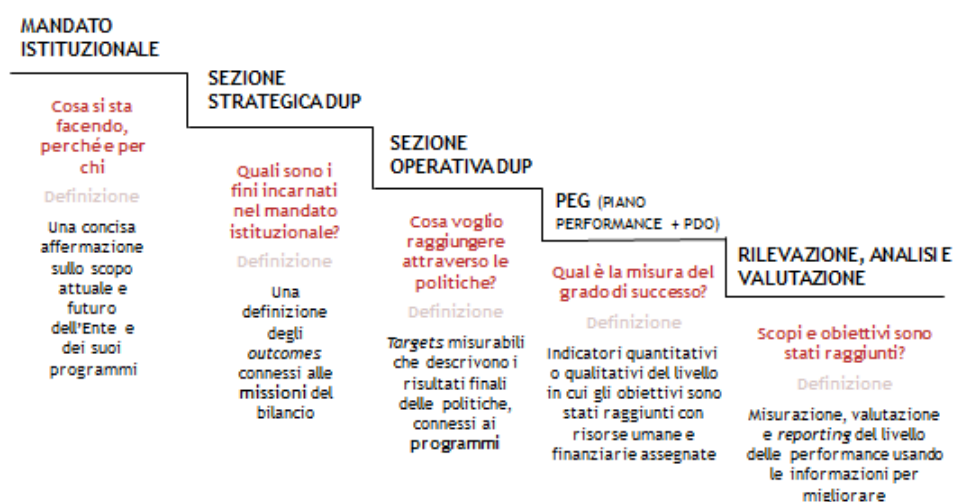 MANDATO
ISTITUZIONALE
Cosa si sta
facendo,
perché e per
chi
Definizione
Una concisa
affermazione
sullo scopo
attuale e
futuro
dell'Ente e
dei suoi
programmi
SEZIONE
STRATEGICA DUP
Quali sono i
fini incarnati
nel mandato
istituzionale?
Definizione
Una
definizione
degli
outcomes
connessi alle
missioni del
bilancio
SEZIONE
OPERATIVA DUP
Cosa voglio
raggiungere
attraverso le
politiche?
Definizione
Targets misurabili
che descrivono i
risultati finali
delle politiche,
connessi ai
programmi
PEG (PIANO
PERFORMANCE + PDO)
Qual è la misura del
grado di successo?
Definizione
Indicatori quantitativi
o qualitativi del livello
in cui gli obiettivi sono
stati raggiunti con
risorse umane e
finanziarie assegnate
RILEVAZIONE, ANALISI E
VALUTAZIONE
Scopi e obiettivi sono
stati raggiunti?
Definizione
Misurazione, valutazione
e reporting del livello
delle performance usando
le informazioni per
migliorare